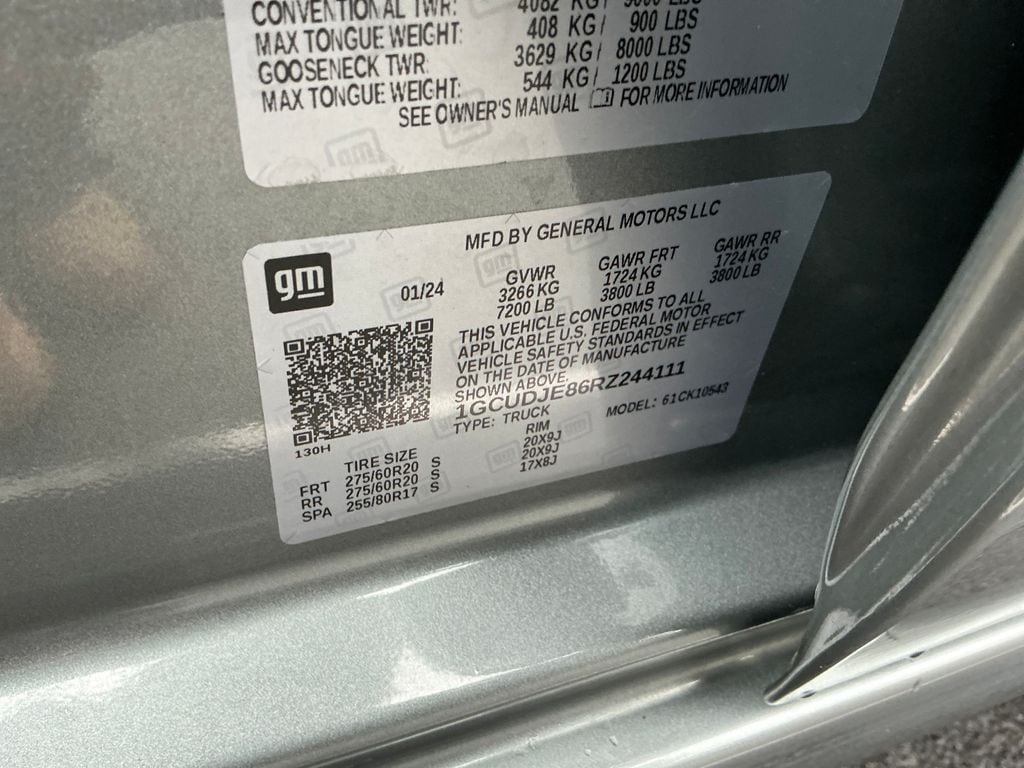 CONVENTIONAL TWR: 4082 KG/ 9000 LBS
MAX TONGUE WEIGHT: 408 KG/ 900 LBS
GOOSENECK TWR: 3629 KG/ 8000 LBS
MAX TONGUE WEIGHT: 544 KG/ 1200 LBS
SEE OWNER'S MANUAL FOR MORE INFORMATION
MFD BY GENERAL MOTORS LLC
gm
01/24
GVWR GAWR FRT GAWR RR
3266 KG 1724 KG 1724 KG
7200 LB 3800 LB 3800 LB
THIS VEHICLE CONFORMS TO ALL
APPLICABLE U.S. FEDERAL MOTOR
VEHICLE SAFETY STANDARDS IN EFFECT
ON THE DATE OF MANUFACTURE
SHOWN ABOVE.
1GCUDJE86RZ244111
TYPE: TRUCK MODEL: 61CK10543
130H
TIRE SIZE RIM
FRT 275/60R20 S 20X9J
RR 275/60R20 S 20X9J
SPA 255/80R17 S 17X8J